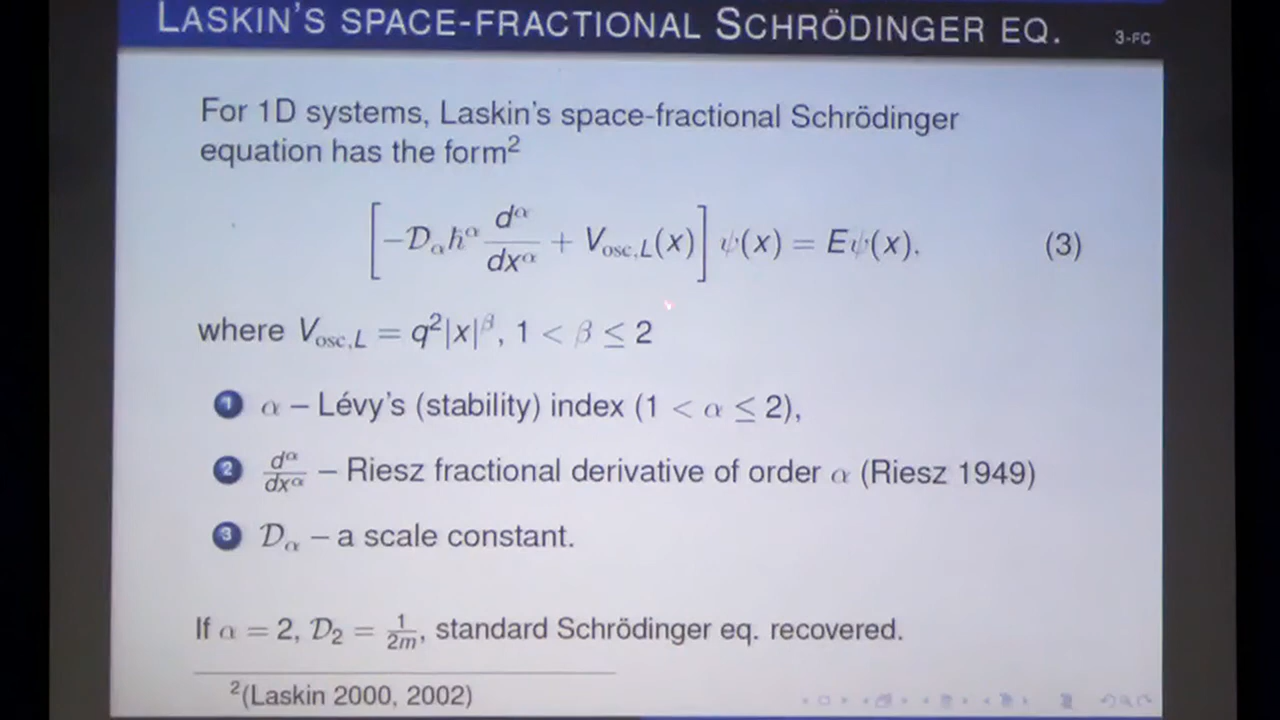 LASKIN'S SPACE-FRACTIONAL SCHRÖDINGER EQ. 3-FC
For 1D systems, Laskin's space-fractional Schrödinger
equation has the form²
[−𝒟_α ħ^α d^α/dx^α + V_osc,L(x)] ψ(x) = Eψ(x). (3)
where V_osc,L = q²|x|^β, 1 < β ≤ 2
1 α – Lévy's (stability) index (1 < α ≤ 2),
2 d^α/dx^α – Riesz fractional derivative of order α (Riesz 1949)
3 𝒟_α – a scale constant.
If α = 2, 𝒟₂ = 1/2m, standard Schrödinger eq. recovered.
²(Laskin 2000, 2002)